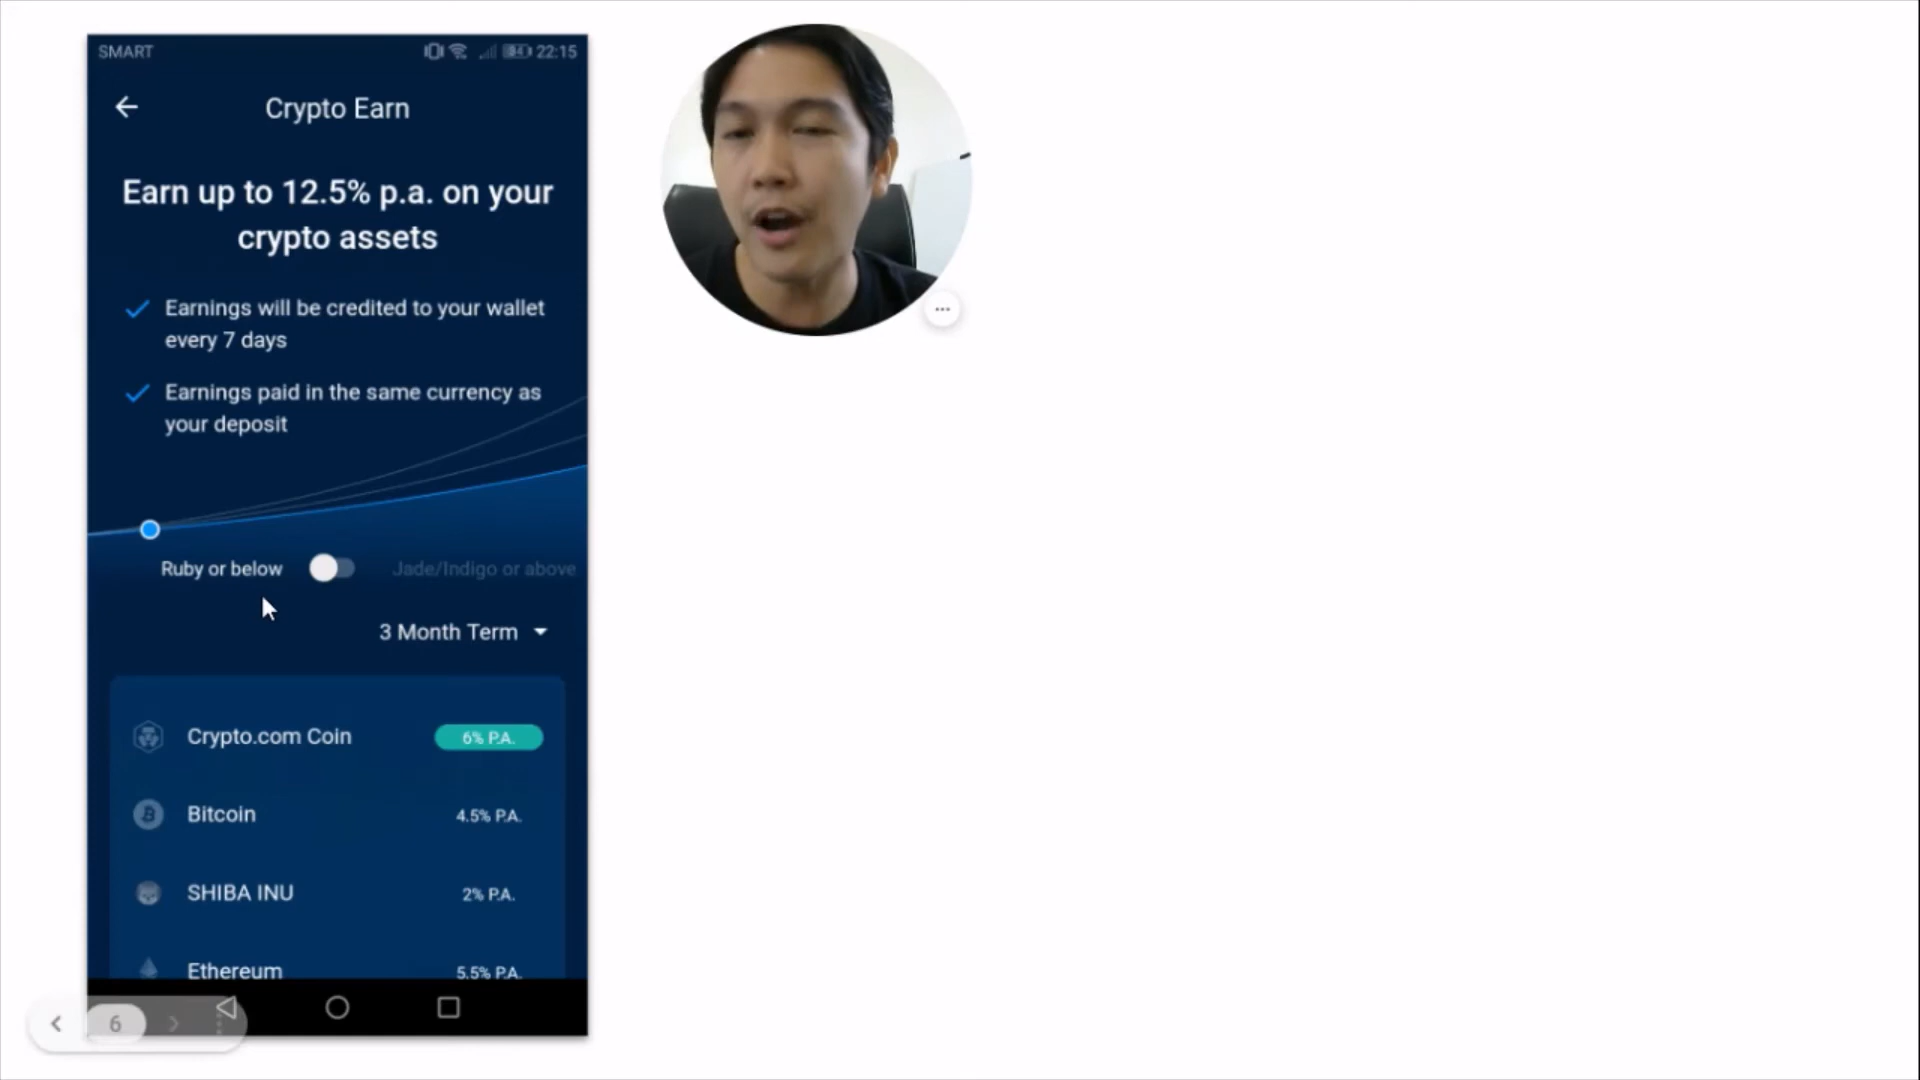 SMART 84 22:15
Crypto Earn
Earn up to 12.5% p.a. on your
crypto assets
Earnings will be credited to your wallet
every 7 days
Earnings paid in the same currency as
your deposit
Ruby or below Jade/Indigo or above
3 Month Term
Crypto.com Coin 6% P.A.
Bitcoin 4.5% P.A.
SHIBA INU 2% P.A.
Ethereum 5.5% P.A.
6